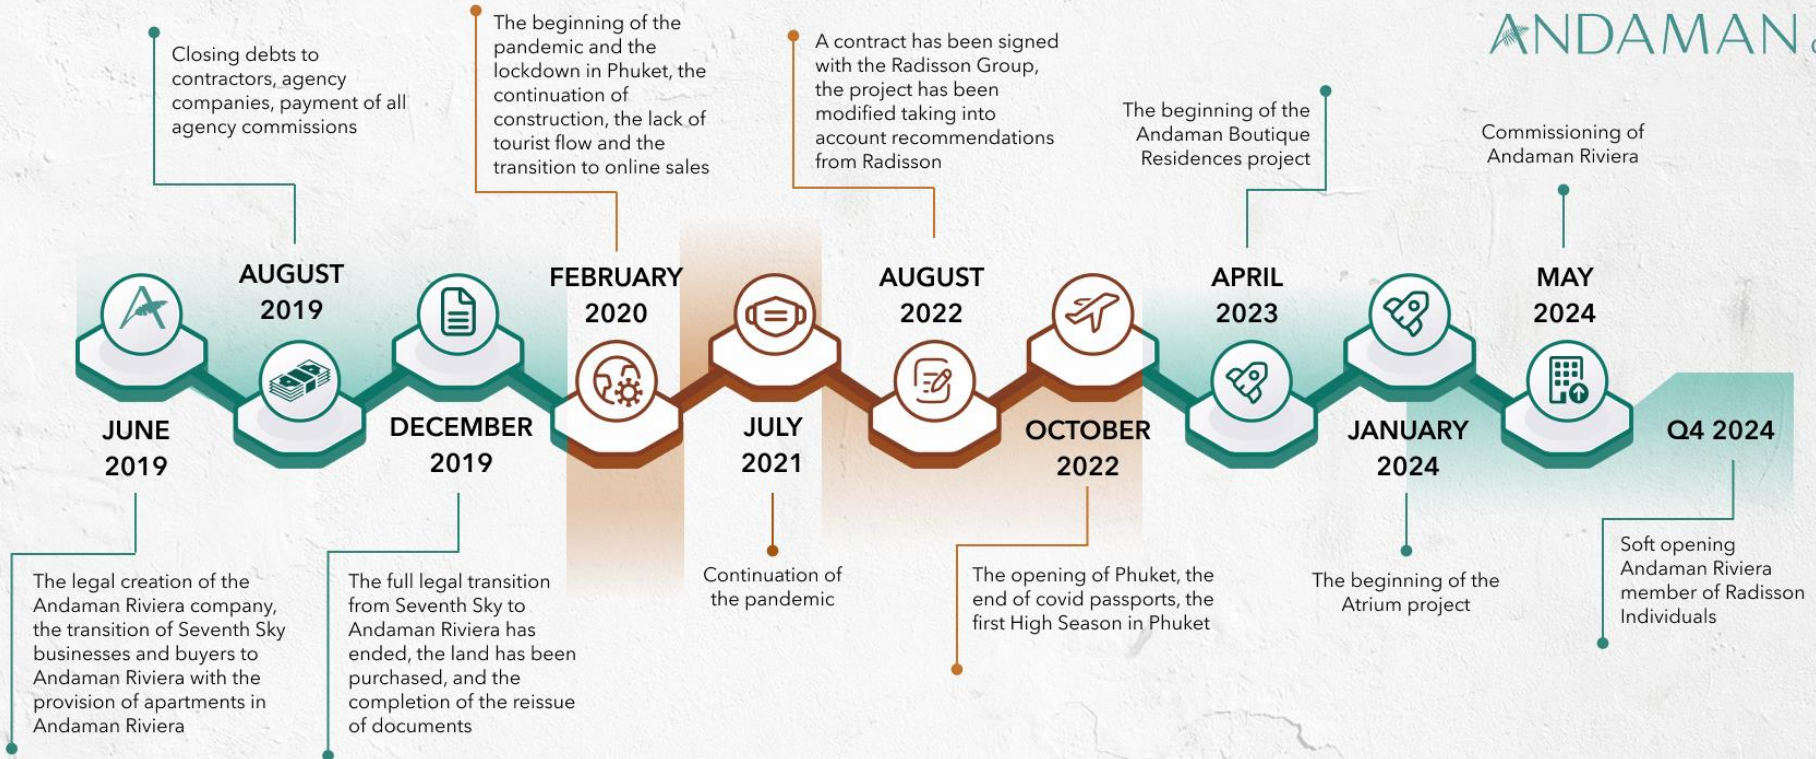 ANDAMAN
Closing debts to
contractors, agency
companies, payment of all
agency commissions
The beginning of the
pandemic and the
lockdown in Phuket, the
continuation of
construction, the lack of
tourist flow and the
transition to online sales
A contract has been signed
with the Radisson Group,
the project has been
modified taking into
account recommendations
from Radisson
The beginning of the
Andaman Boutique
Residences project
Commissioning of
Andaman Riviera
JUNE
2019
AUGUST
2019
DECEMBER
2019
FEBRUARY
2020
JULY
2021
AUGUST
2022
OCTOBER
2022
APRIL
2023
JANUARY
2024
MAY
2024
Q4 2024
The legal creation of the
Andaman Riviera company,
the transition of Seventh Sky
businesses and buyers to
Andaman Riviera with the
provision of apartments in
Andaman Riviera
The full legal transition
from Seventh Sky to
Andaman Riviera has
ended, the land has been
purchased, and the
completion of the reissue
of documents
Continuation of
the pandemic
The opening of Phuket, the
end of covid passports, the
first High Season in Phuket
The beginning of the
Atrium project
Soft opening
Andaman Riviera
member of Radisson
Individuals